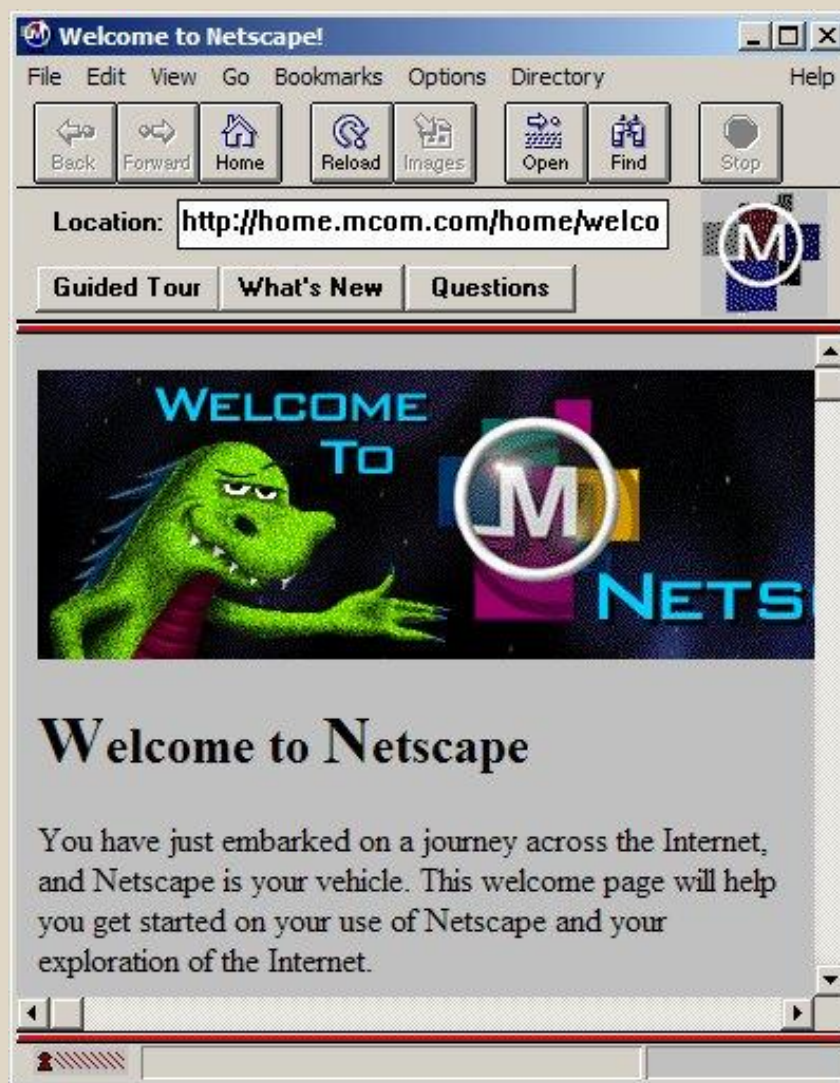 Welcome to Netscape!
File Edit View Go Bookmarks Options Directory Help
Back Forward Home Reload Images Open Find Stop
Location: http://home.mcom.com/home/welco
M
Guided Tour What's New Questions
WELCOME
TO
M
NETS
Welcome to Netscape
You have just embarked on a journey across the Internet,
and Netscape is your vehicle. This welcome page will help
you get started on your use of Netscape and your
exploration of the Internet.